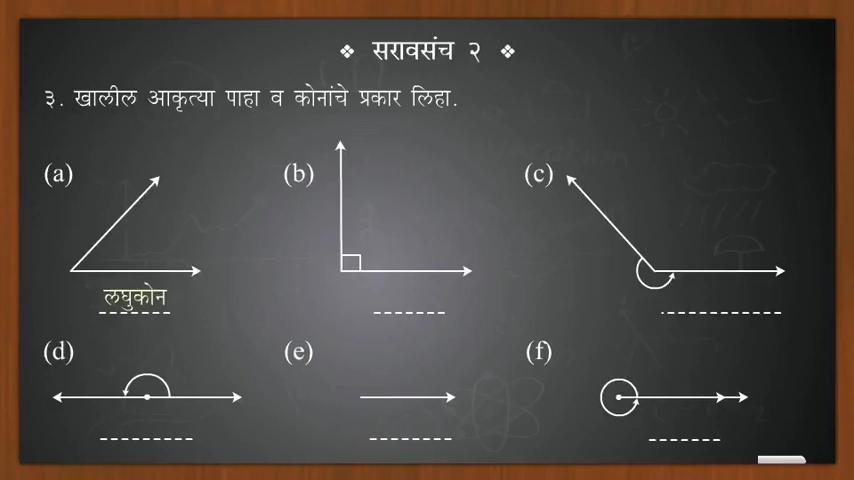 ❖ सरावसंच २ ❖
३. खालील आकृत्या पाहा व कोनांचे प्रकार लिहा.
(a) (b) (c)
लघुकोन
(d) (e) (f)